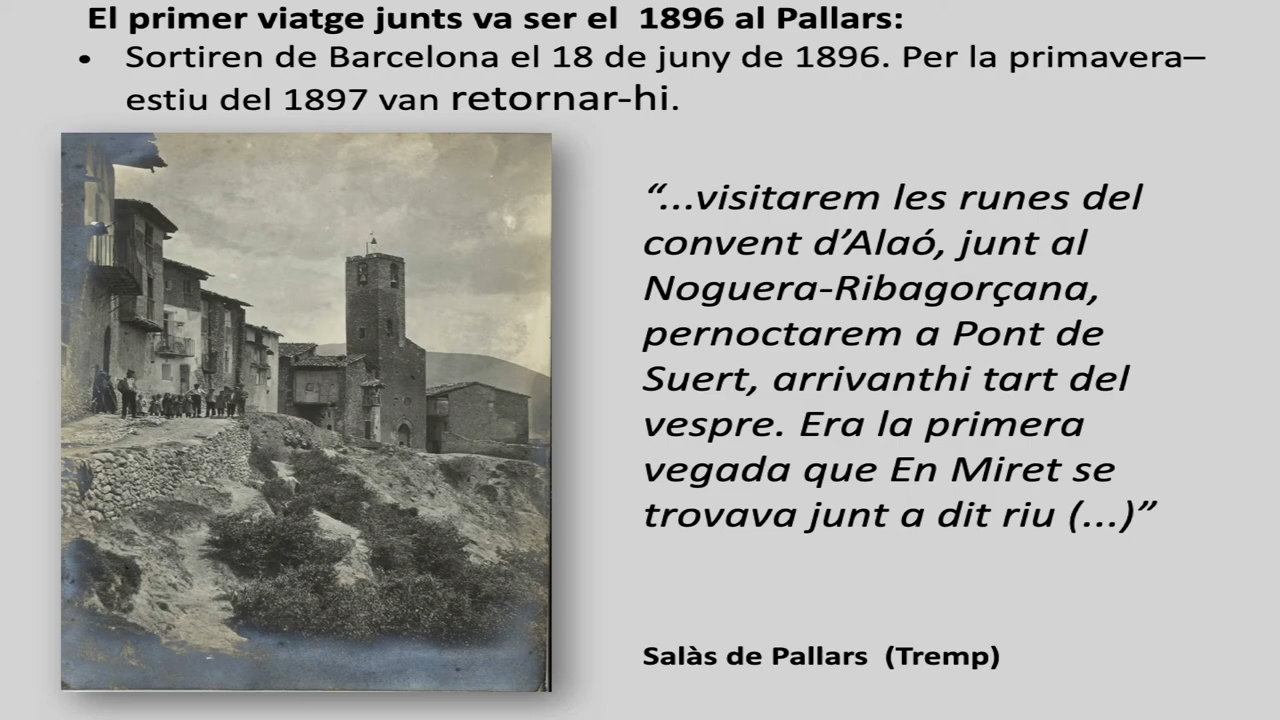 El primer viatge junts va ser el 1896 al Pallars:
• Sortiren de Barcelona el 18 de juny de 1896. Per la primavera–
estiu del 1897 van retornar-hi.
“...visitarem les runes del
convent d’Alaó, junt al
Noguera-Ribagorçana,
pernoctarem a Pont de
Suert, arrivanthi tart del
vespre. Era la primera
vegada que En Miret se
trovava junt a dit riu (...)”
Salàs de Pallars (Tremp)